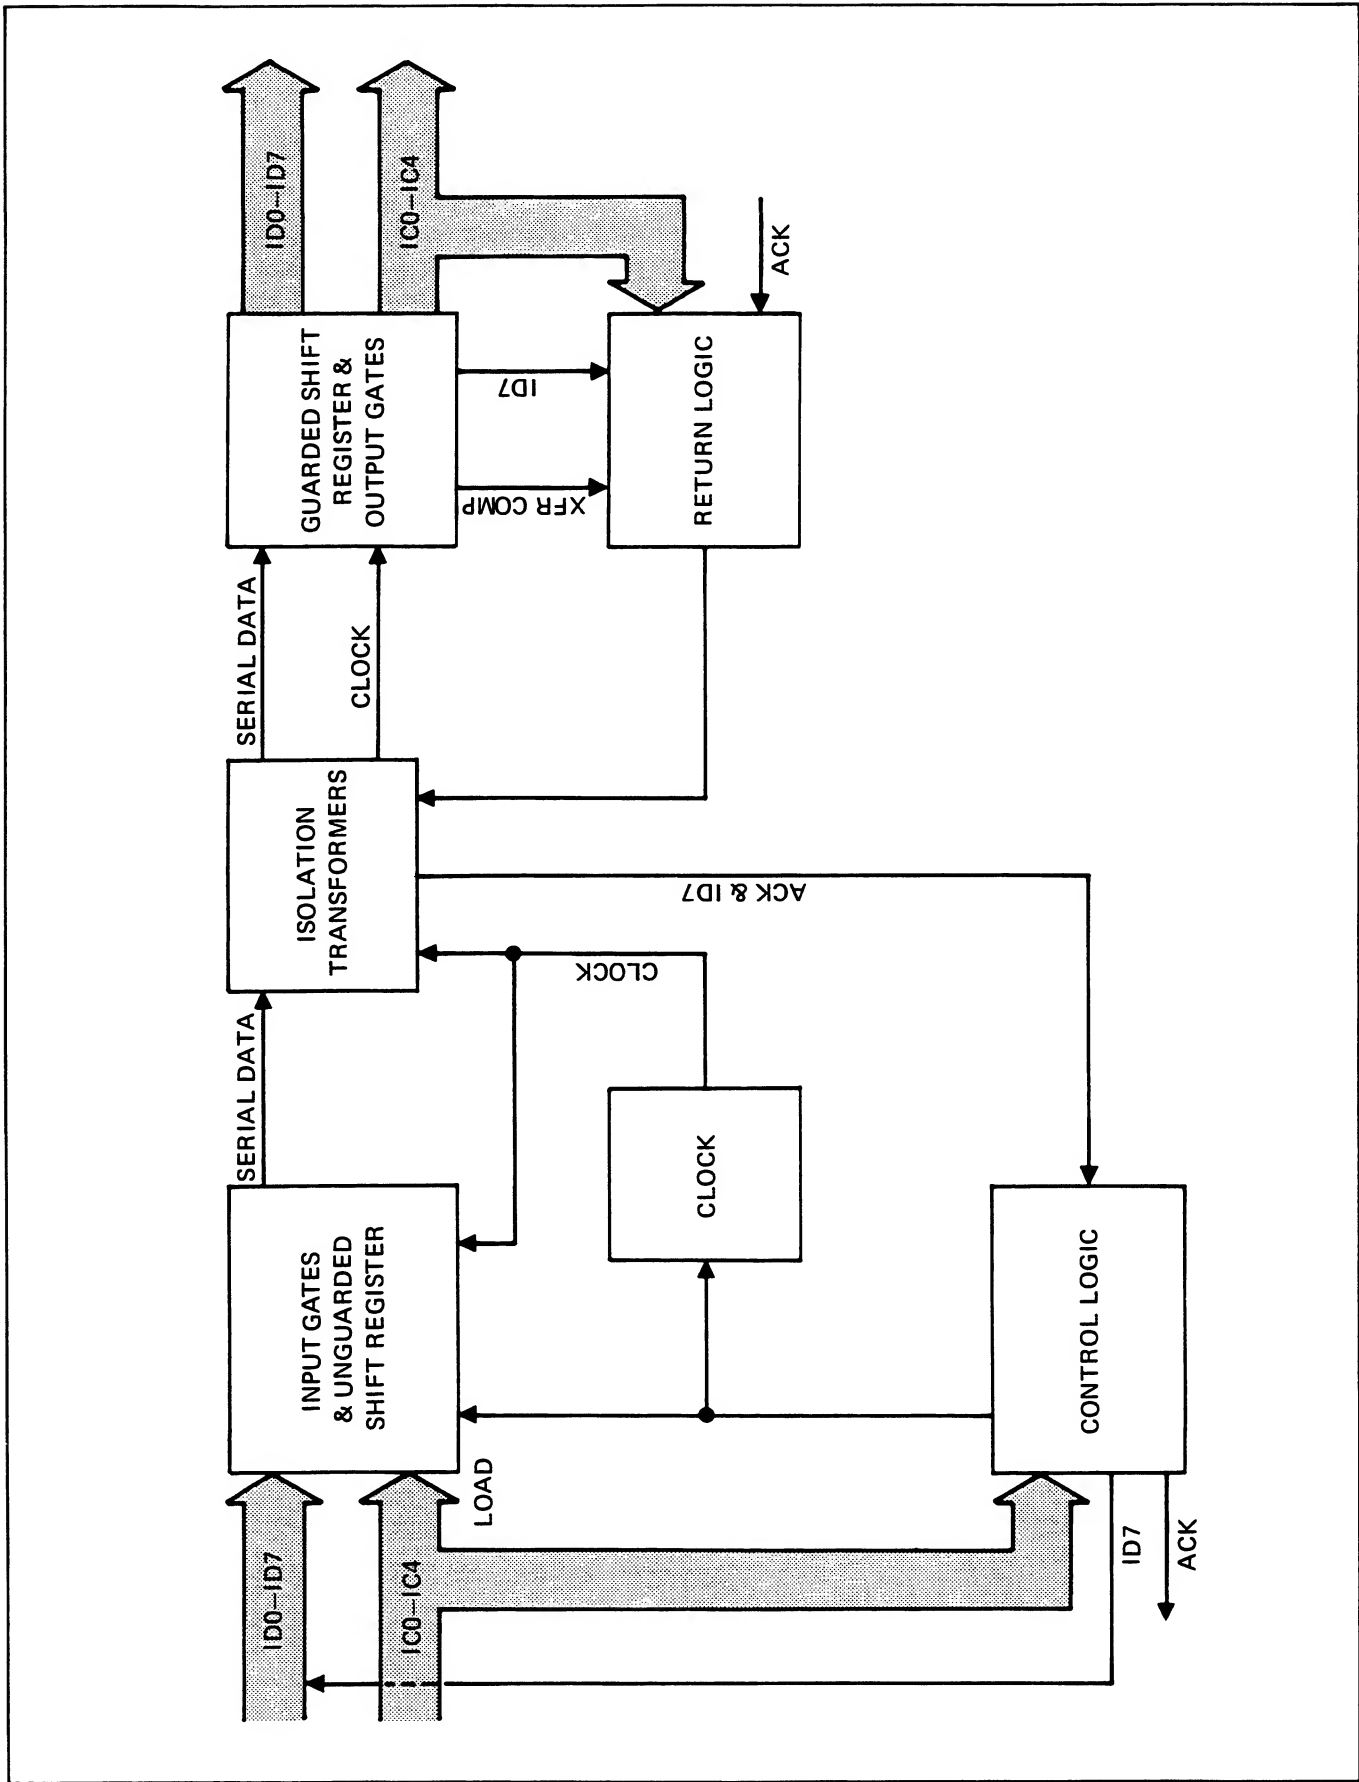 ID0–ID7
IC0–IC4
LOAD
INPUT GATES
& UNGUARDED
SHIFT REGISTER
SERIAL DATA
ISOLATION
TRANSFORMERS
SERIAL DATA
CLOCK
GUARDED SHIFT
REGISTER &
OUTPUT GATES
ID0–ID7
IC0–IC4
XFR COMP
ID7
RETURN LOGIC
ACK
CLOCK
CLOCK
ACK & ID7
CONTROL LOGIC
ID7
ACK